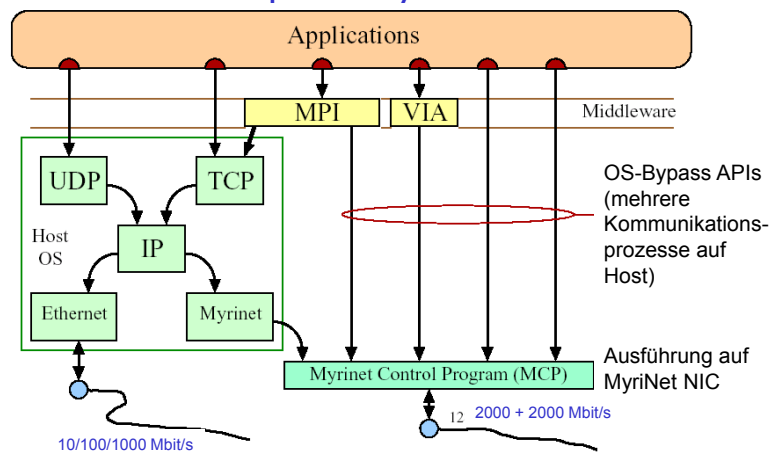 Applications
MPI
VIA
Middleware
UDP
TCP
OS-Bypass APIs
(mehrere
Kommunikations-
prozesse auf
Host)
Host
OS
IP
Ethernet
Myrinet
Myrinet Control Program (MCP)
Ausführung auf
MyriNet NIC
12
2000 + 2000 Mbit/s
10/100/1000 Mbit/s